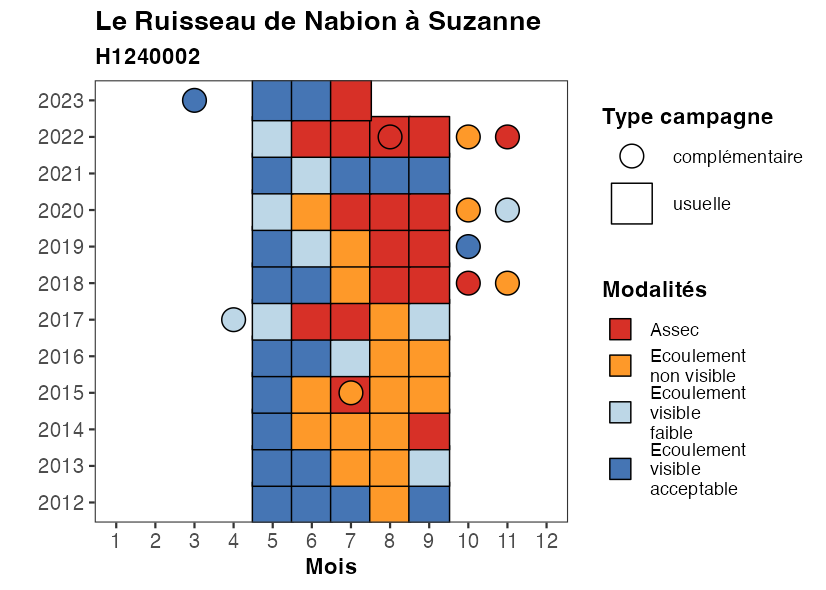 Le Ruisseau de Nabion à Suzanne
H1240002
2023
2022
2021
2020
2019
2018
2017
2016
2015
2014
2013
2012
1 2 3 4 5 6 7 8 9 10 11 12
Mois
Type campagne
complémentaire
usuelle
Modalités
Assec
Ecoulement
non visible
Ecoulement
visible
faible
Ecoulement
visible
acceptable